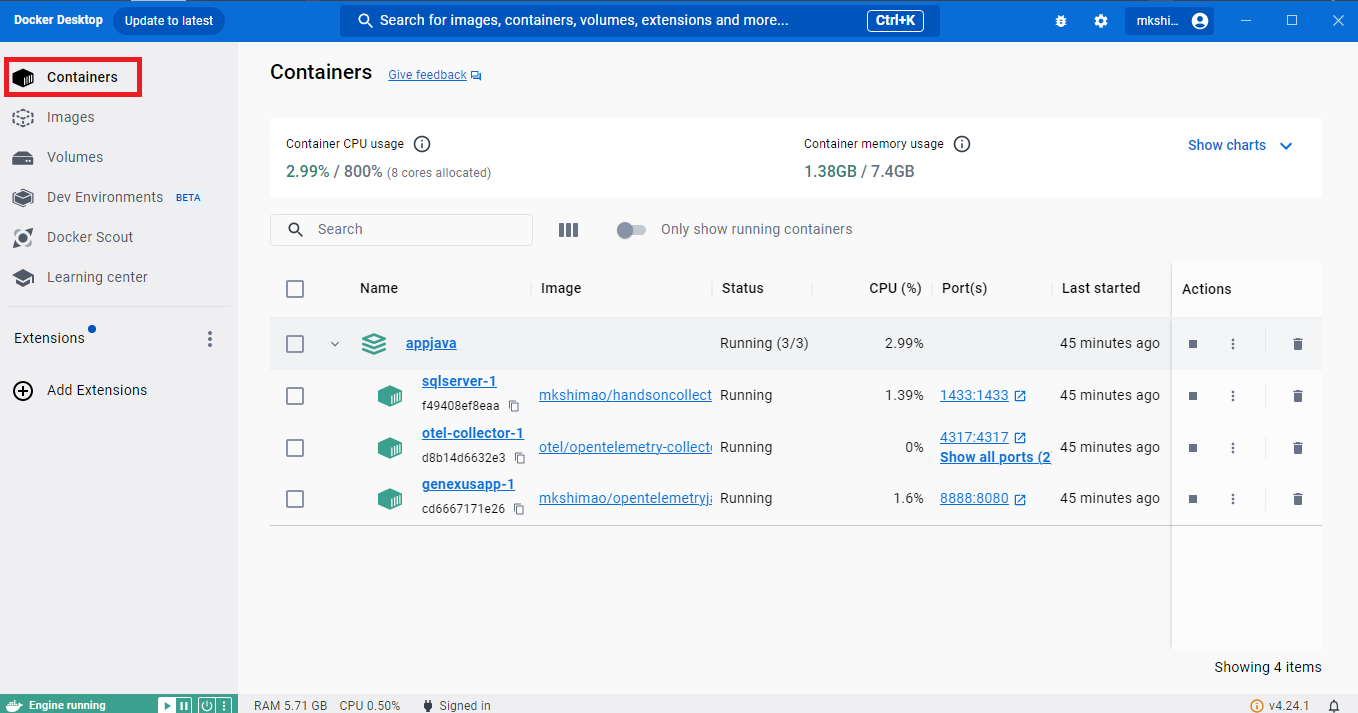 Docker Desktop Update to latest Search for images, containers, volumes, extensions and more... Ctrl+K mkshi...
Containers
Images
Volumes
Dev Environments BETA
Docker Scout
Learning center
Extensions
Add Extensions
Containers Give feedback
Container CPU usage
2.99% / 800% (8 cores allocated)
Container memory usage
1.38GB / 7.4GB
Show charts
Search Only show running containers
Name Image Status CPU (%) Port(s) Last started Actions
appjava Running (3/3) 2.99% 45 minutes ago
sqlserver-1
f49408ef8eaa mkshimao/handsoncollect Running 1.39% 1433:1433 45 minutes ago
otel-collector-1
d8b14d6632e3 otel/opentelemetry-collecto Running 0% 4317:4317 45 minutes ago
Show all ports (2
genexusapp-1
cd6667171e26 mkshimao/opentelemetryja Running 1.6% 8888:8080 45 minutes ago
Showing 4 items
Engine running RAM 5.71 GB CPU 0.50% Signed in v4.24.1